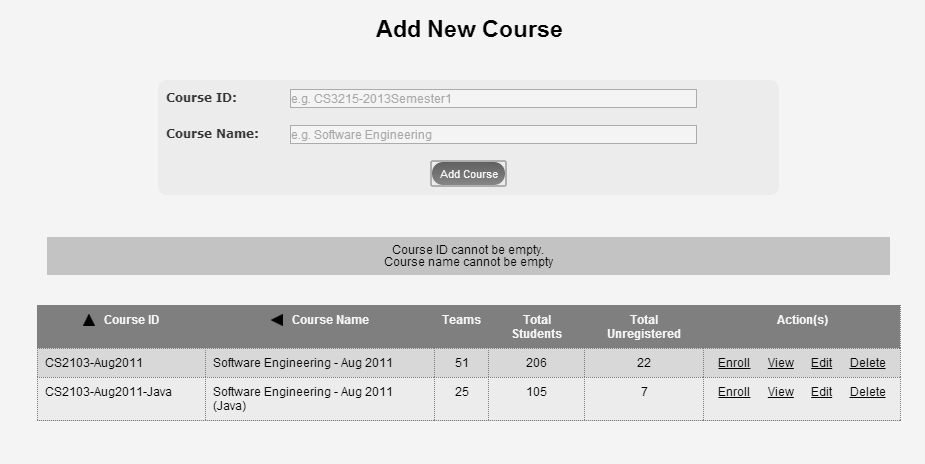 Add New Course
Course ID: e.g. CS3215-2013Semester1
Course Name: e.g. Software Engineering
Add Course
Course ID cannot be empty.
Course name cannot be empty
Course ID Course Name Teams Total Students Total Unregistered Action(s)
CS2103-Aug2011 Software Engineering - Aug 2011 51 206 22 Enroll View Edit Delete
CS2103-Aug2011-Java Software Engineering - Aug 2011 (Java) 25 105 7 Enroll View Edit Delete